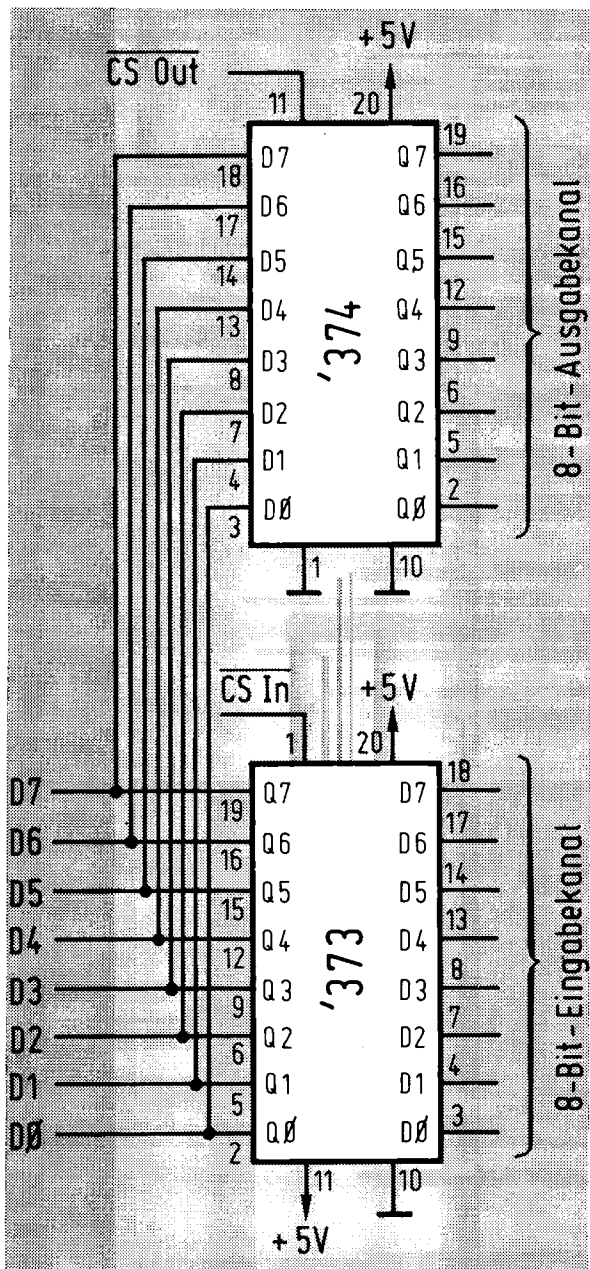 +5V
CS Out
11 20
D7 Q7 19
18
D6 Q6 16
17
D5 Q5 15
14
D4 Q4 12
13
D3 Q3 9
8
D2 Q2 6
7
D1 Q1 5
4
DØ QØ 2
3
'374
8-Bit-Ausgabekanal
1 10
CS In
+5V
1 20
D7 Q7 D7 18
19
D6 Q6 D6 17
16
D5 Q5 D5 14
15
D4 Q4 D4 13
12
D3 Q3 D3 8
9
D2 Q2 D2 7
6
D1 Q1 D1 4
5
DØ QØ DØ 3
2
'373
8-Bit-Eingabekanal
11 10
+5V